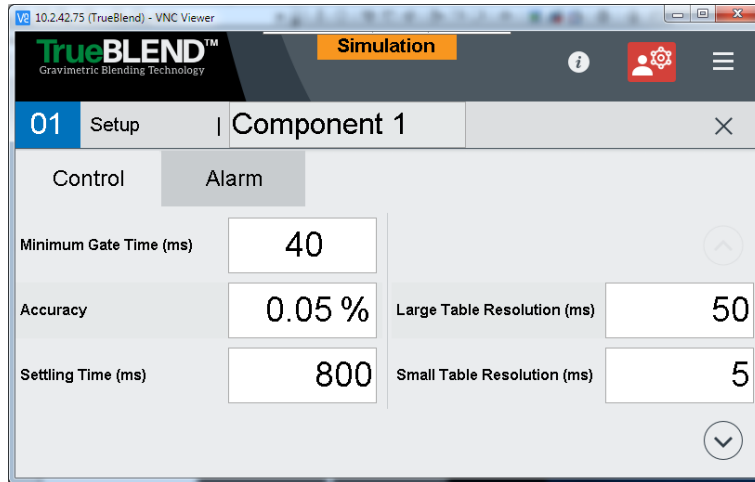 10.2.42.75 (TrueBlend) - VNC Viewer
TrueBLEND™
Gravimetric Blending Technology
Simulation
01 Setup | Component 1
Control Alarm
Minimum Gate Time (ms) 40
Accuracy 0.05 % Large Table Resolution (ms) 50
Settling Time (ms) 800 Small Table Resolution (ms) 5